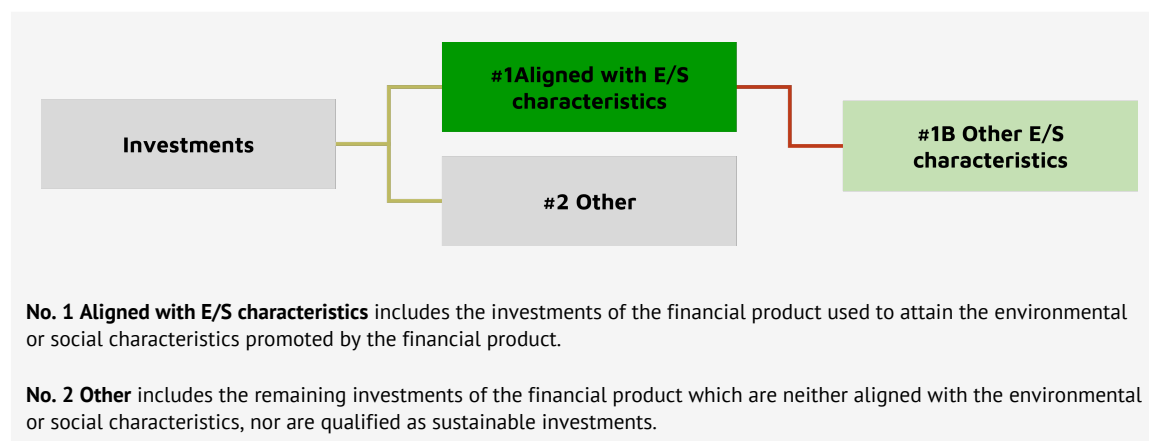 #1Aligned with E/S
characteristics
Investments
#1B Other E/S
characteristics
#2 Other
No. 1 Aligned with E/S characteristics includes the investments of the financial product used to attain the environmental
or social characteristics promoted by the financial product.
No. 2 Other includes the remaining investments of the financial product which are neither aligned with the environmental
or social characteristics, nor are qualified as sustainable investments.